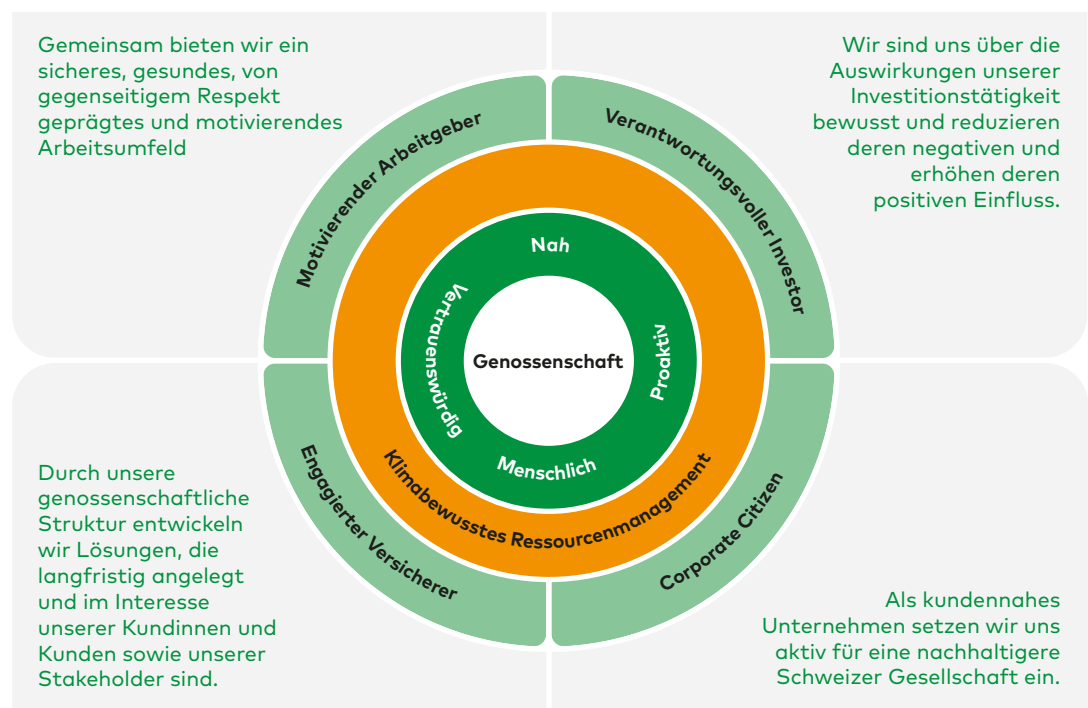 Gemeinsam bieten wir ein
sicheres, gesundes, von
gegenseitigem Respekt
geprägtes und motivierendes
Arbeitsumfeld
Wir sind uns über die
Auswirkungen unserer
Investitionstätigkeit
bewusst und reduzieren
deren negativen und
erhöhen deren
positiven Einfluss.
Motivierender Arbeitgeber
Verantwortungsvoller Investor
Nah
Vertrauenswürdig
Genossenschaft
Proaktiv
Menschlich
Klimabewusstes Ressourcenmanagement
Engagierter Versicherer
Corporate Citizen
Durch unsere
genossenschaftliche
Struktur entwickeln
wir Lösungen, die
langfristig angelegt
und im Interesse
unserer Kundinnen und
Kunden sowie unserer
Stakeholder sind.
Als kundennahes
Unternehmen setzen wir uns
aktiv für eine nachhaltigere
Schweizer Gesellschaft ein.